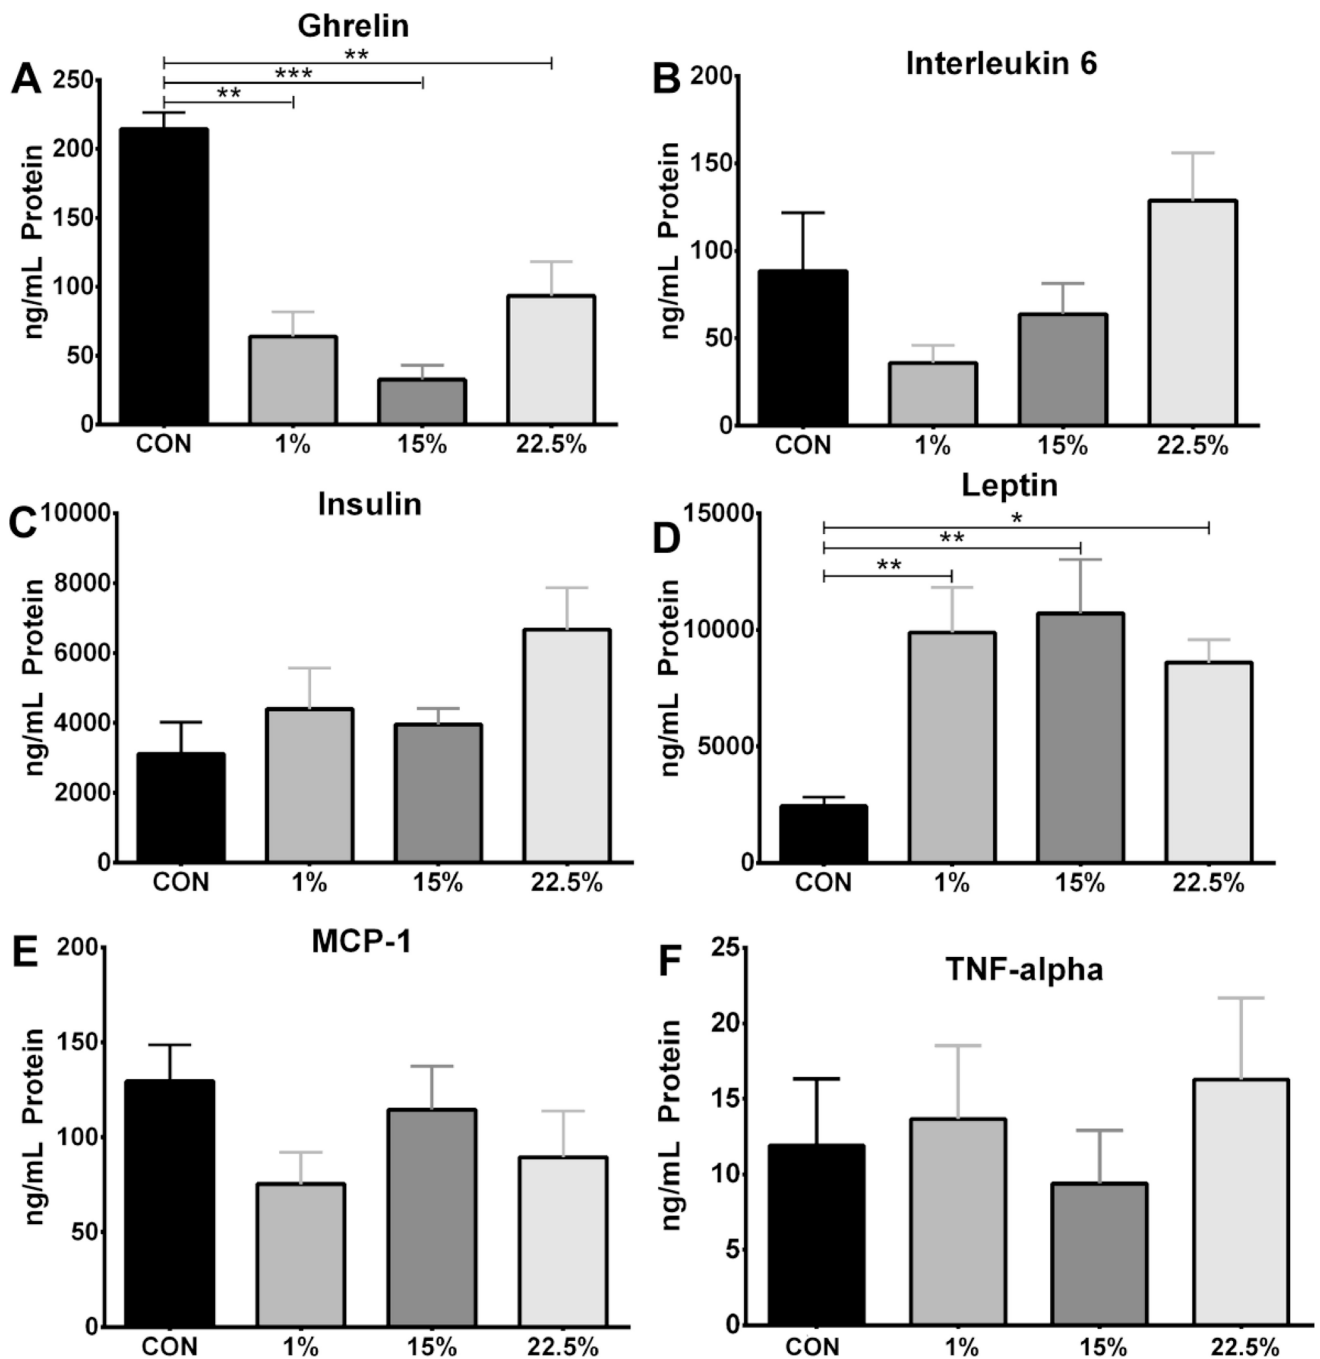 Ghrelin
A
**
***
**
250
200
150
100
50
0
ng/mL Protein
CON 1% 15% 22.5%
Interleukin 6
B
200
150
100
50
0
ng/mL Protein
CON 1% 15% 22.5%
Insulin
C
10000
8000
6000
4000
2000
0
ng/mL Protein
CON 1% 15% 22.5%
Leptin
D
*
**
**
15000
10000
5000
0
ng/mL Protein
CON 1% 15% 22.5%
MCP-1
E
200
150
100
50
0
ng/mL Protein
CON 1% 15% 22.5%
TNF-alpha
F
25
20
15
10
5
0
ng/mL Protein
CON 1% 15% 22.5%